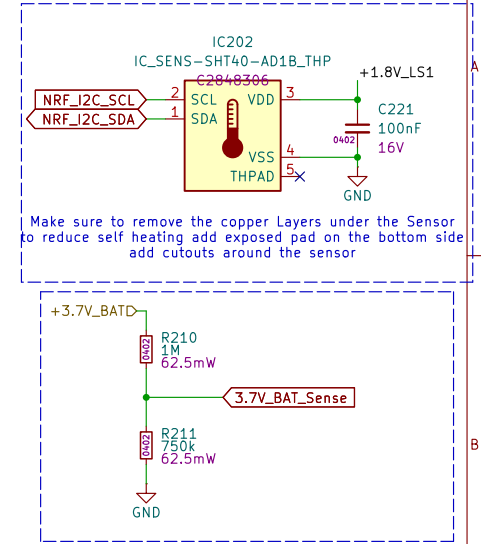 IC202
IC_SENS-SHT40-AD1B_THP
C2848306
+1.8V_LS1
A
NRF_I2C_SCL 2 SCL VDD 3
NRF_I2C_SDA 1 SDA
C221
100nF
0402
16V
VSS 4
THPAD 5
GND
Make sure to remove the copper Layers under the Sensor
to reduce self heating add exposed pad on the bottom side
add cutouts around the sensor
+3.7V_BAT
R210
0402
1M
62.5mW
3.7V_BAT_Sense
R211
0402
750k
62.5mW
B
GND